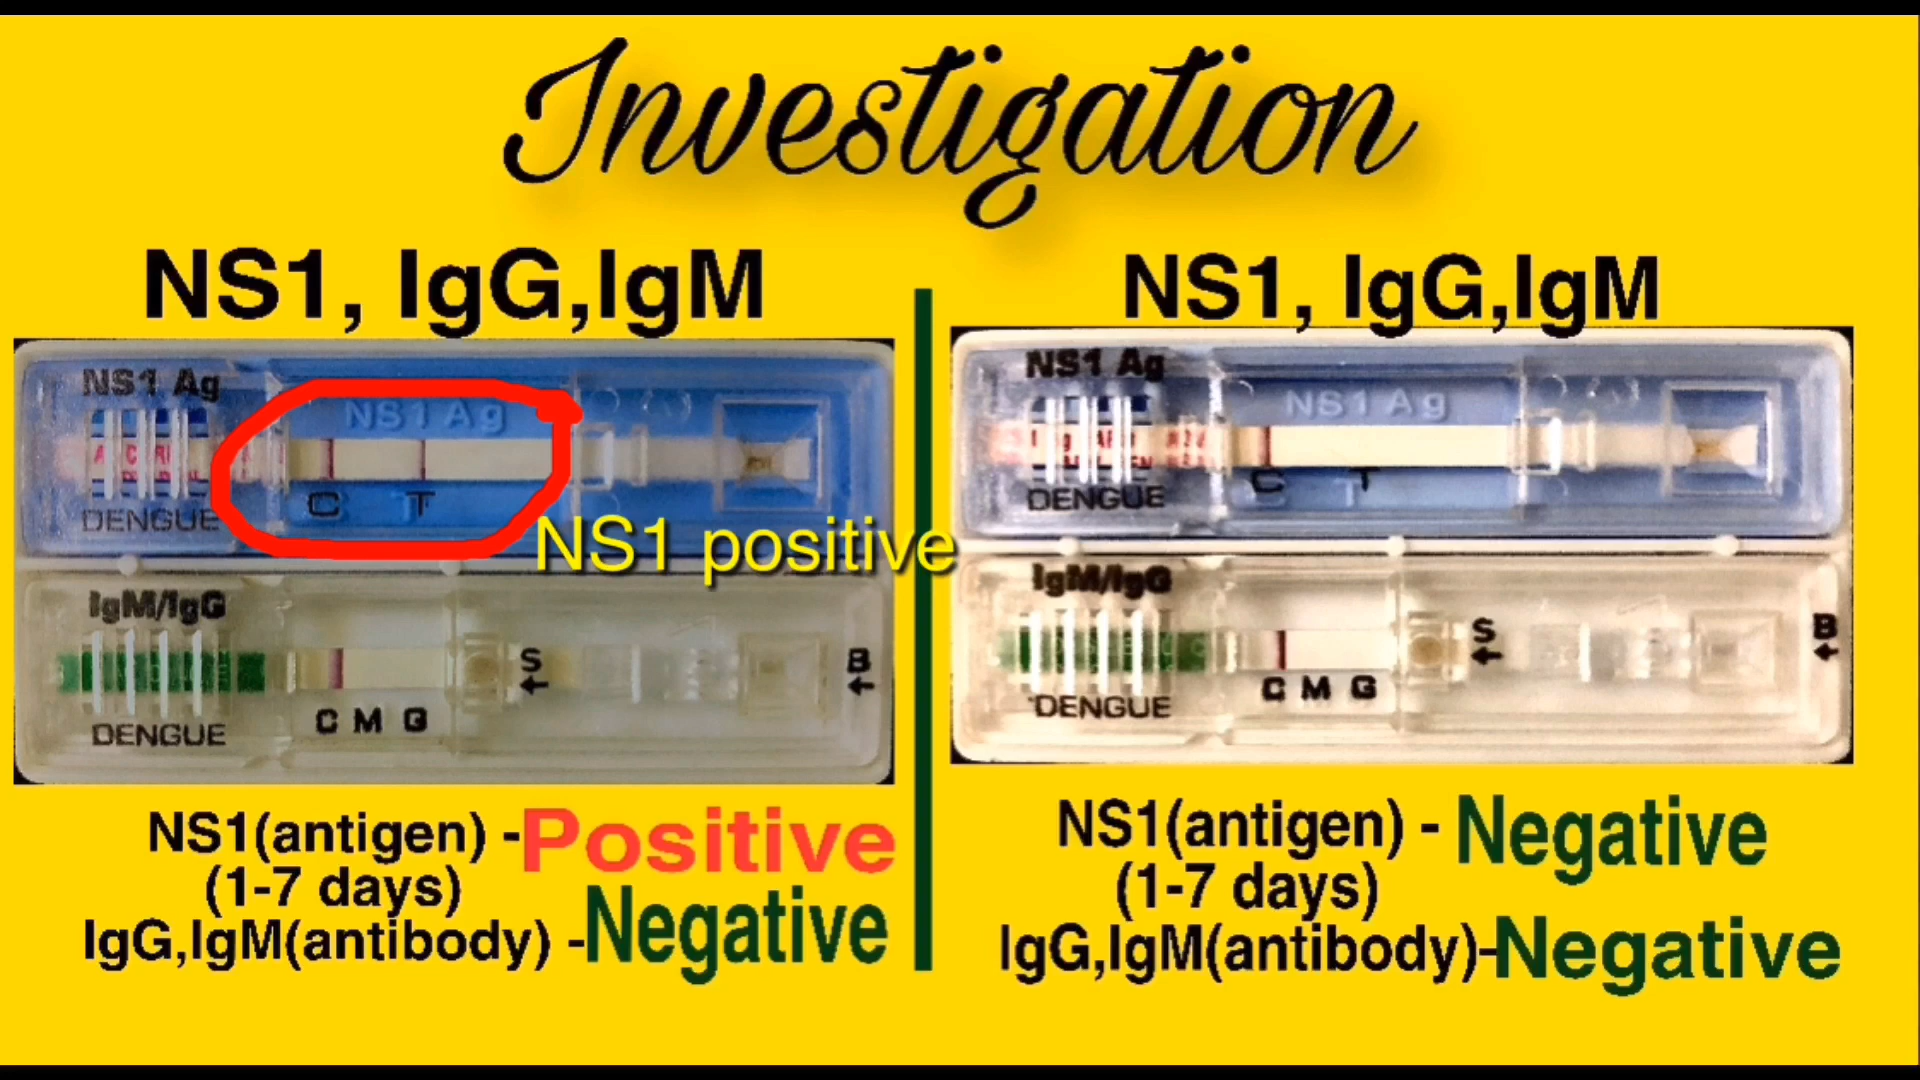 Investigation
NS1, IgG,IgM
NS1 Ag
NS1 Ag
C T
DENGUE
NS1 positive
IgM/IgG
S
B
C M G
DENGUE
NS1(antigen) -Positive
(1-7 days)
IgG,IgM(antibody) -Negative
NS1, IgG,IgM
NS1 Ag
NS1 Ag
C T
T
DENGUE
IgM/IgG
S
B
C M G
DENGUE
NS1(antigen) - Negative
(1-7 days)
IgG,IgM(antibody)-Negative